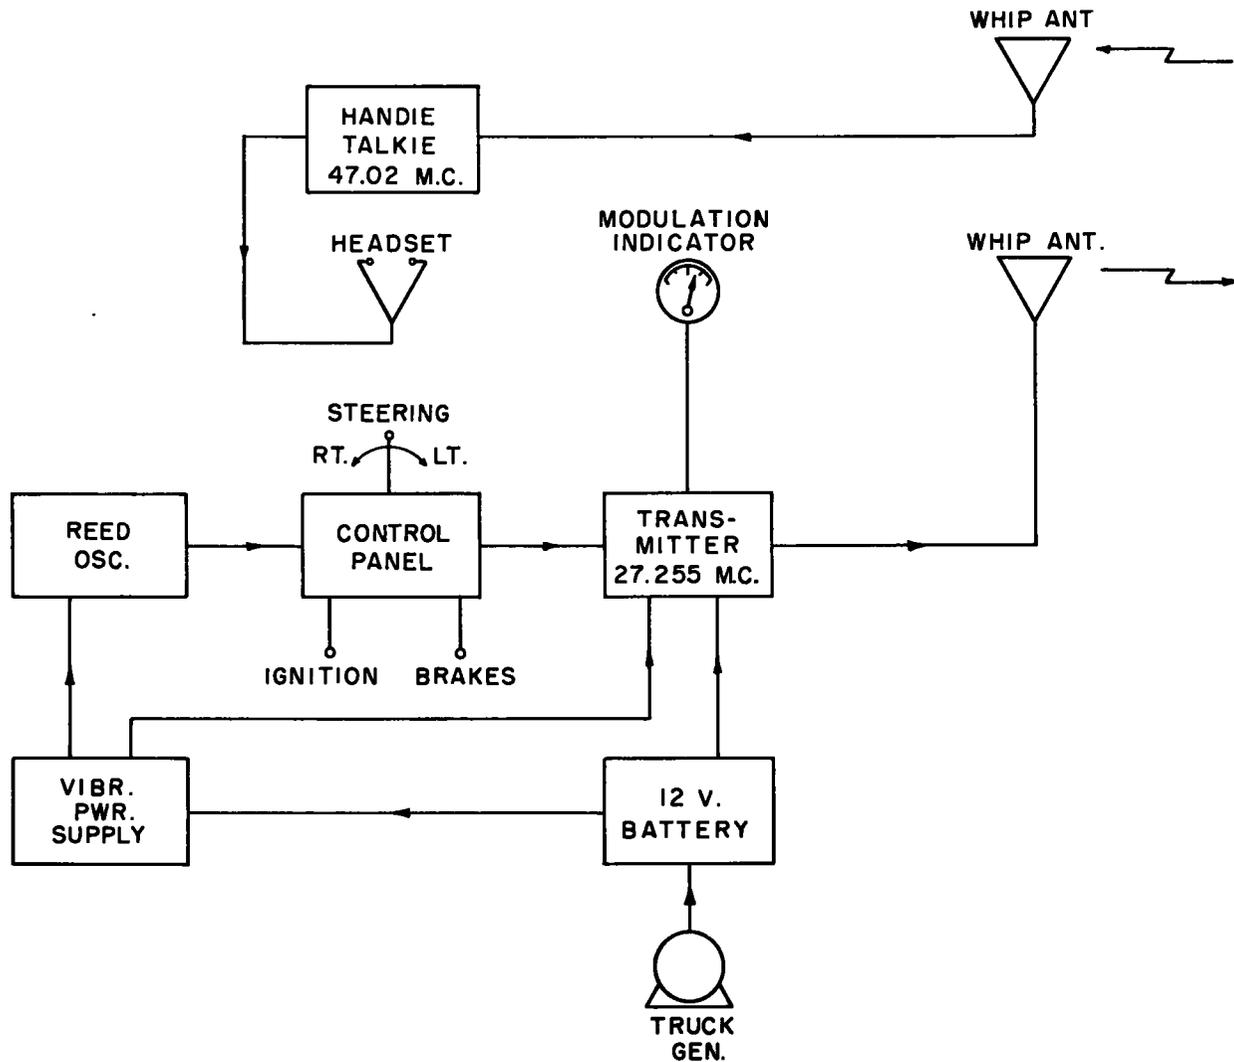 WHIP ANT
HANDIE
TALKIE
47.02 M.C.
HEADSET
MODULATION
INDICATOR
WHIP ANT.
STEERING
RT.
LT.
REED
OSC.
CONTROL
PANEL
TRANS-
MITTER
27.255 M.C.
IGNITION
BRAKES
VIBR.
PWR.
SUPPLY
12 V.
BATTERY
TRUCK
GEN.